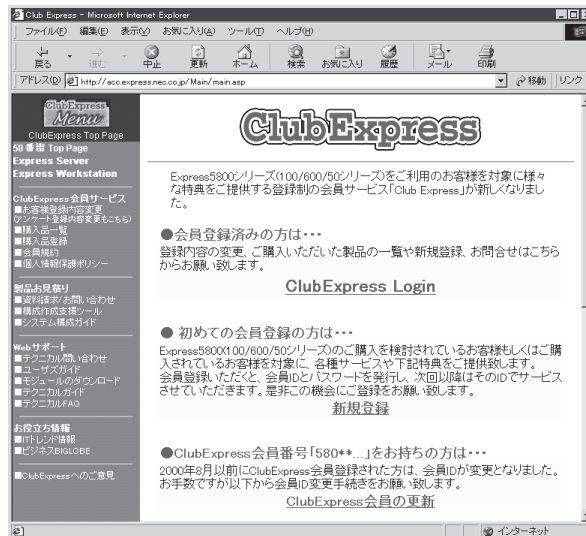 Club Express - Microsoft Internet Explorer
ファイル(F) 編集(E) 表示(V) お気に入り(A) ツール(T) ヘルプ(H)
戻る 進む 中止 更新 ホーム 検索 お気に入り 履歴 メール 印刷
アドレス(D) http://acc.express.nec.co.jp/Main/main.asp 移動 リンク
ClubExpress
Menu
ClubExpress Top Page
50番街 Top Page
Express Server
Express Workstation
ClubExpress会員サービス
■お客様登録内容変更
(アンケート登録内容変更もこちら)
■購入品一覧
■購入品登録
■会員規約
■個人情報保護ポリシー
製品お見積り
■資料請求/お問い合わせ
■構成作成支援ツール
■システム構成ガイド
Webサポート
■テクニカル問い合わせ
■ユーザズガイド
■モジュールのダウンロード
■テクニカルガイド
■テクニカルFAQ
お役立ち情報
■ITトレンド情報
■ビジネスBIGLOBE
■ClubExpressへのご意見
ClubExpress
Express5800シリーズ(100/600/50シリーズ)をご利用のお客様を対象に様々
な特典をご提供する登録制の会員サービス「Club Express」が新しくなりまし
た。
●会員登録済みの方は・・・
登録内容の変更、ご購入いただいた製品の一覧や新規登録、お問合せはこちら
からお願い致します。
ClubExpress Login
● 初めての会員登録の方は・・・
Express5800(100/600/50シリーズ)のご購入を検討されているお客様もしくはご購
入されているお客様を対象に、各種サービスや下記特典をご提供致します。
会員登録いただくと、会員IDとパスワードを発行し、次回以降はそのIDでサービス
させていただきます。是非この機会にご登録をお願い致します。
新規登録
●ClubExpress会員番号「580**...」をお持ちの方は・・・
2000年8月以前にClubExpress会員登録された方は、会員IDが変更となりました。
お手数ですが以下から会員ID変更手続きをお願い致します。
ClubExpress会員の更新
インターネット